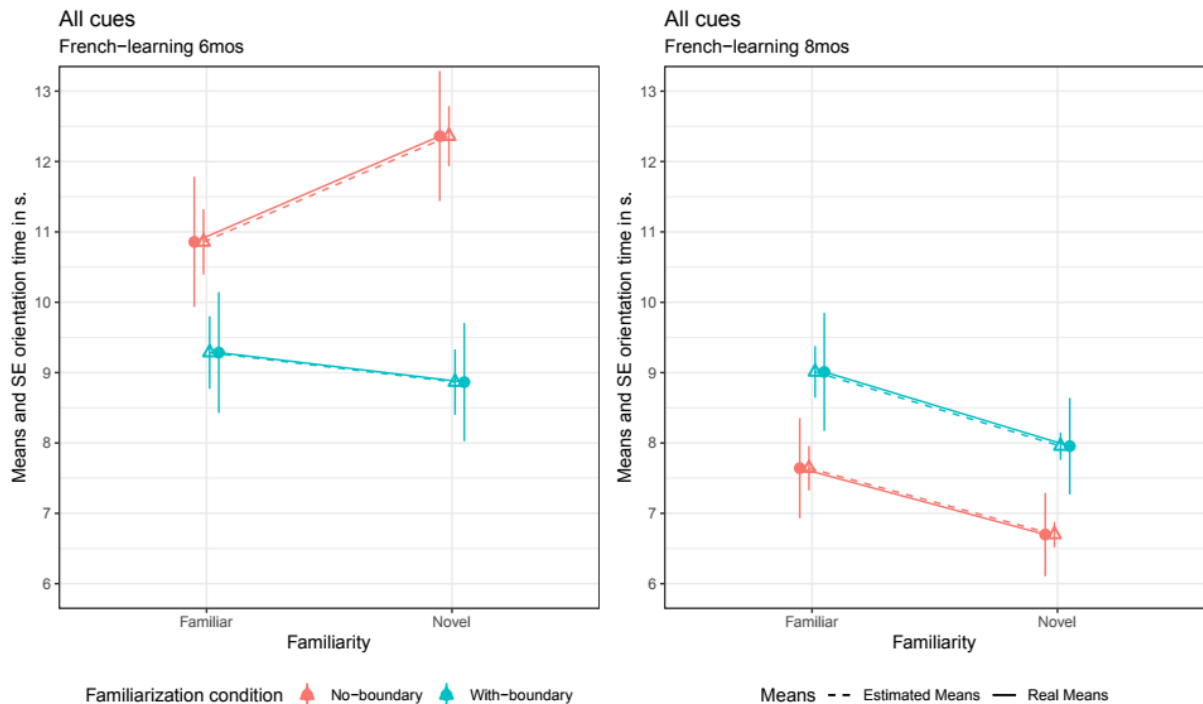 All cues
French−learning 6mos
Means and SE orientation time in s.
13
12
11
10
9
8
7
6
Familiar
Novel
Familiarity
All cues
French−learning 8mos
Means and SE orientation time in s.
13
12
11
10
9
8
7
6
Familiar
Novel
Familiarity
Familiarization condition
No−boundary
With−boundary
Means
Estimated Means
Real Means